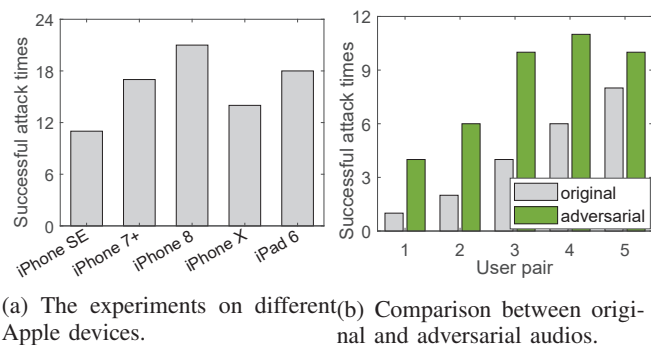 Successful attack times
24
18
12
6
0
iPhone SE
iPhone 7+
iPhone 8
iPhone X
iPad 6
(a) The experiments on different
Apple devices.
Successful attack times
12
9
6
3
0
original
adversarial
1 2 3 4 5
User pair
(b) Comparison between origi-
nal and adversarial audios.